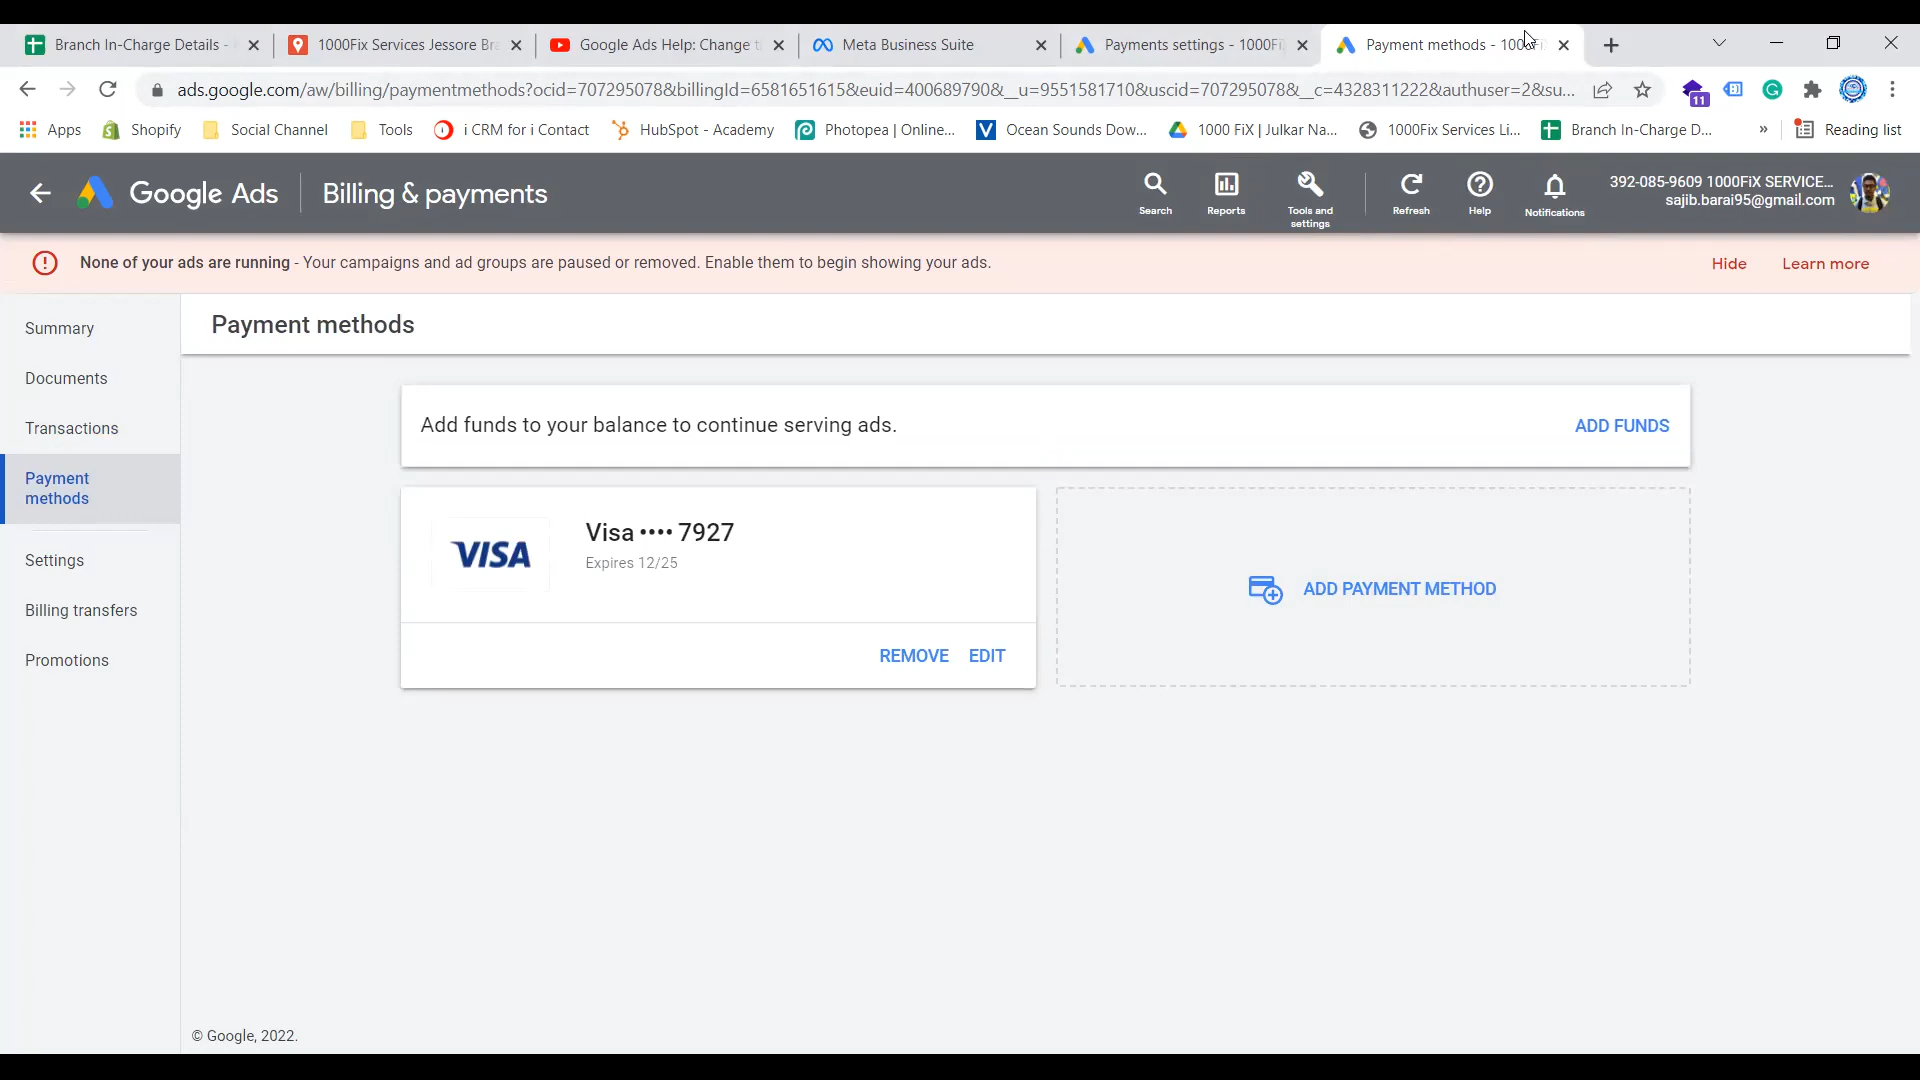 Branch In-Charge Details -
1000Fix Services Jessore Bra
Google Ads Help: Change t
Meta Business Suite
Payments settings - 1000Fi
Payment methods - 100
ads.google.com/aw/billing/paymentmethods?ocid=707295078&billingId=6581651615&euid=400689790&__u=9551581710&uscid=707295078&__c=4328311222&authuser=2&su...
11
Apps
Shopify
Social Channel
Tools
i CRM for i Contact
HubSpot - Academy
Photopea | Online...
Ocean Sounds Dow...
1000 FiX | Julkar Na...
1000Fix Services Li...
Branch In-Charge D...
»
Reading list
Google Ads
Billing & payments
Search
Reports
Tools and
settings
Refresh
Help
Notifications
392-085-9609 1000FiX SERVICE...
sajib.barai95@gmail.com
None of your ads are running - Your campaigns and ad groups are paused or removed. Enable them to begin showing your ads.
Hide
Learn more
Summary
Documents
Transactions
Payment
methods
Settings
Billing transfers
Promotions
Payment methods
Add funds to your balance to continue serving ads.
ADD FUNDS
VISA
Visa •••• 7927
Expires 12/25
REMOVE
EDIT
ADD PAYMENT METHOD
© Google, 2022.